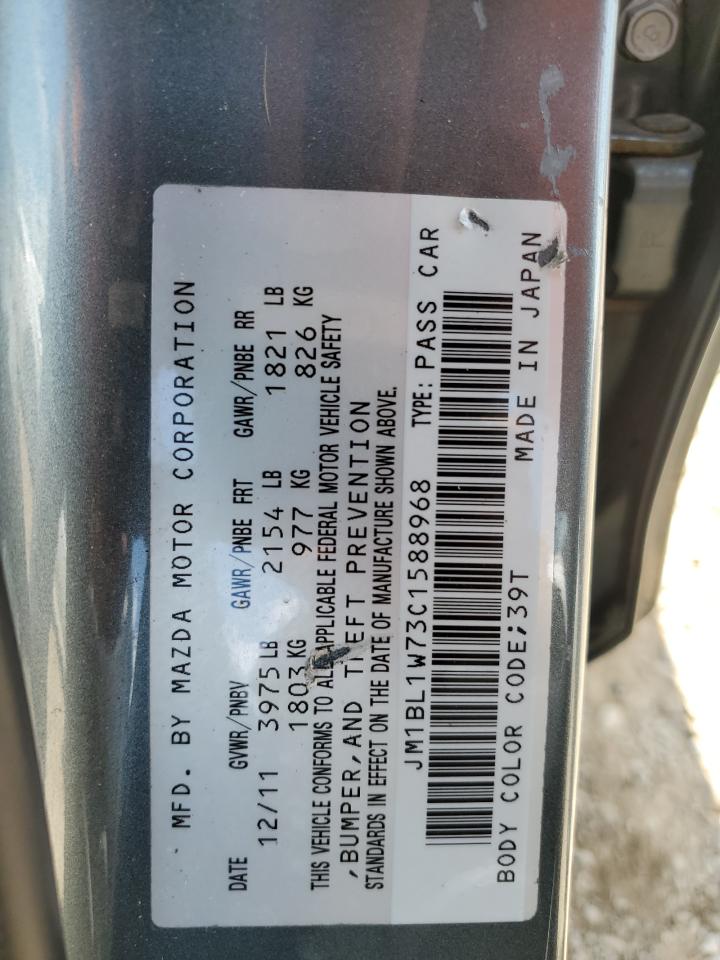 MFD. BY MAZDA MOTOR CORPORATION
DATE GVWR/PNBV GAWR/PNBE FRT GAWR/PNBE RR
12/11 3975 LB 2154 LB 1821 LB
1803 KG 977 KG 826 KG
THIS VEHICLE CONFORMS TO ALL APPLICABLE FEDERAL MOTOR VEHICLE SAFETY
,BUMPER, AND THEFT PREVENTION
STANDARDS IN EFFECT ON THE DATE OF MANUFACTURE SHOWN ABOVE.
JM1BL1W73C1588968 TYPE: PASS CAR
BODY COLOR CODE;39T MADE IN JAPAN